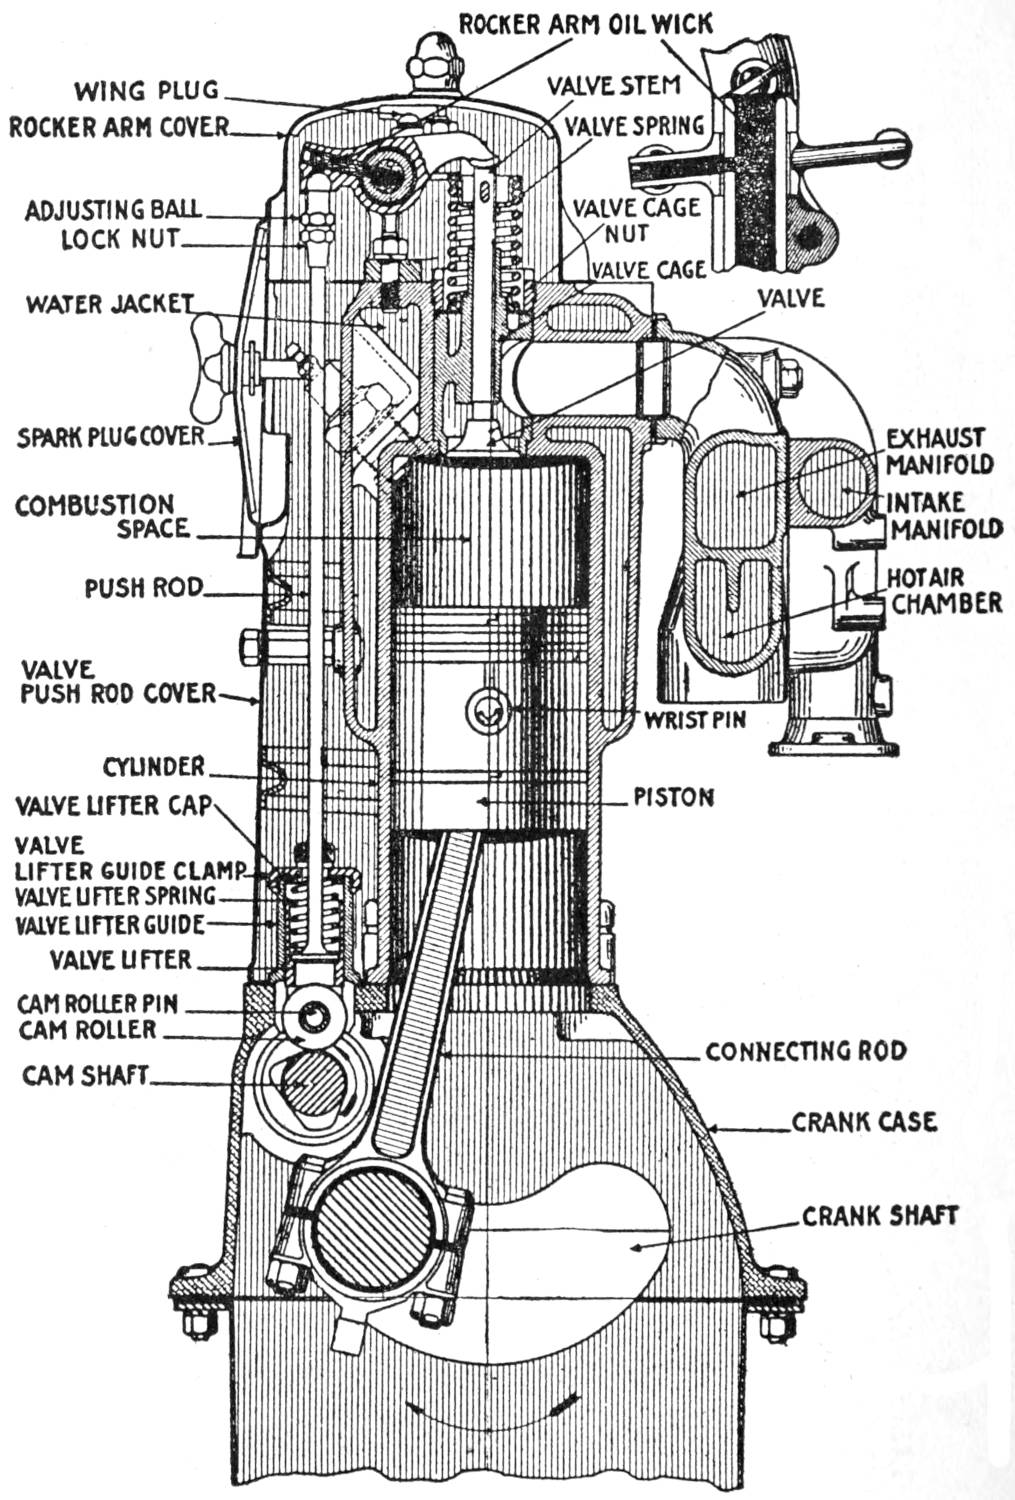 ROCKER ARM OIL WICK
WING PLUG
ROCKER ARM COVER
VALVE STEM
VALVE SPRING
ADJUSTING BALL
LOCK NUT
VALVE CAGE
NUT
VALVE CAGE
WATER JACKET
VALVE
SPARK PLUG COVER
EXHAUST
MANIFOLD
COMBUSTION
SPACE
INTAKE
MANIFOLD
PUSH ROD
HOT AIR
CHAMBER
VALVE
PUSH ROD COVER
WRIST PIN
CYLINDER
PISTON
VALVE LIFTER CAP
VALVE
LIFTER GUIDE CLAMP
VALVE LIFTER SPRING
VALVE LIFTER GUIDE
VALVE LIFTER
CAM ROLLER PIN
CAM ROLLER
CONNECTING ROD
CAM SHAFT
CRANK CASE
CRANK SHAFT